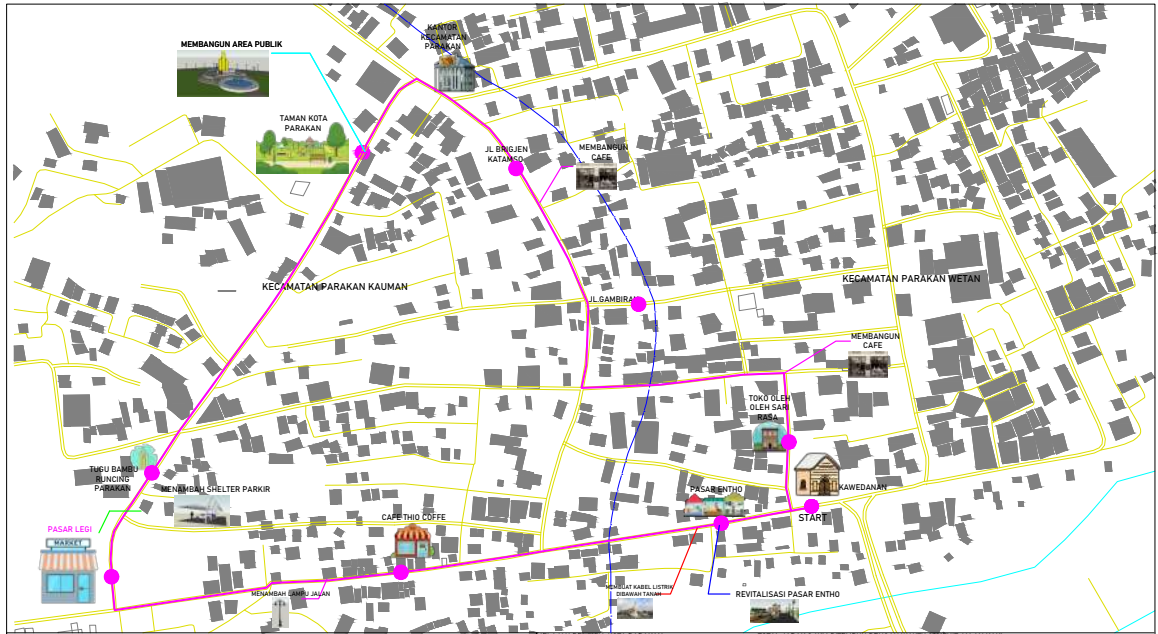 KANTOR
KECAMATAN
PARAKAN
MEMBANGUN AREA PUBLIK
TAMAN KOTA
PARAKAN
JL BRIGJEN
KATAMSO
MEMBANGUN
CAFE
KECAMATAN PARAKAN KAUMAN
KECAMATAN PARAKAN WETAN
JL.GAMBIRAN
MEMBANGUN
CAFE
TOKO OLEH
OLEH SARI
RASA
TUGU BAMBU
RUNCING
PARAKAN
MENAMBAH SHELTER PARKIR
PASAR ENTHO
KAWEDANAN
START
CAFE THIO COFFE
PASAR LEGI
MARKET
MENAMBAH LAMPU JALAN
MEMBUAT KABEL LISTRIK
DIBAWAH TANAH
REVITALISASI PASAR ENTHO